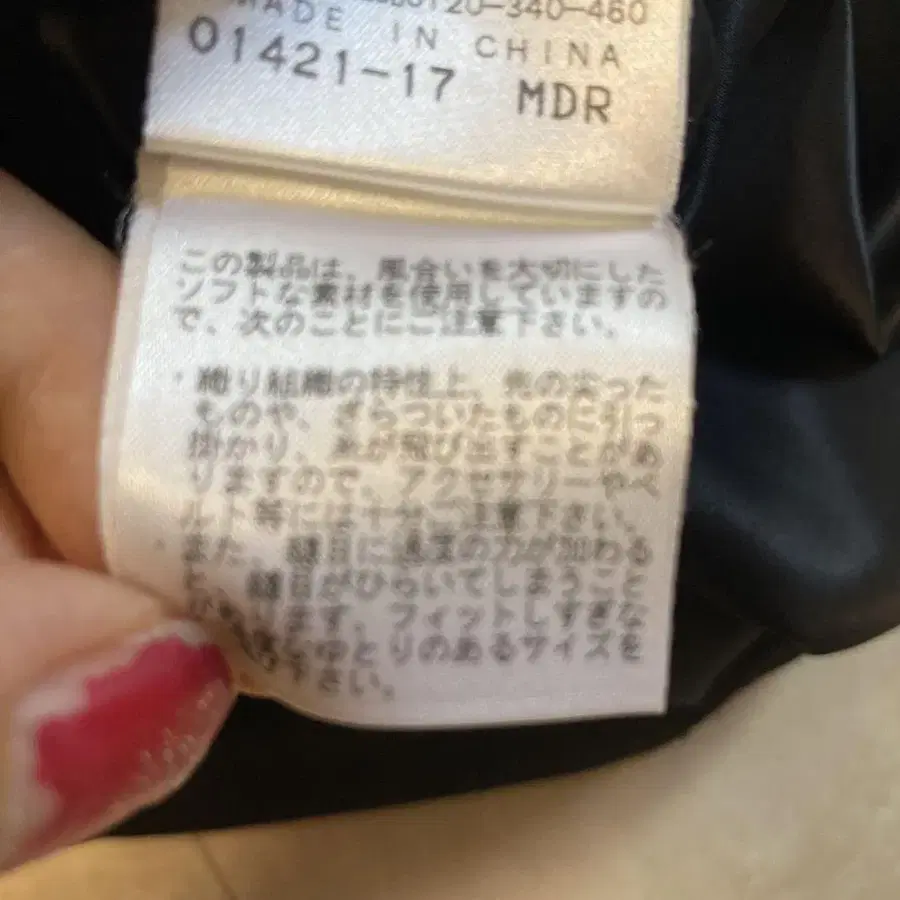 20-340-460
MADE IN CHINA
01421-17 MDR
この製品は、風合いを大切にした
ソフトな素材を使用していますの
で、次のことにご注意下さい。
・織り組織の特性上、先の尖った
ものや、ざらついたものに引っ
掛かり、糸が飛び出すことがあ
りますので、アクセサリーやベ
ルト等には十分ご注意下さい。
また、縫目に過度の力が加わる
と、縫目がひらいてしまうこと
があります。フィットしすぎな
いゆとりのあるサイズを
さい。